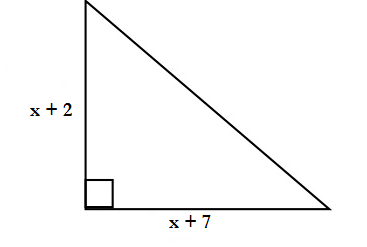 x + 2
x + 7